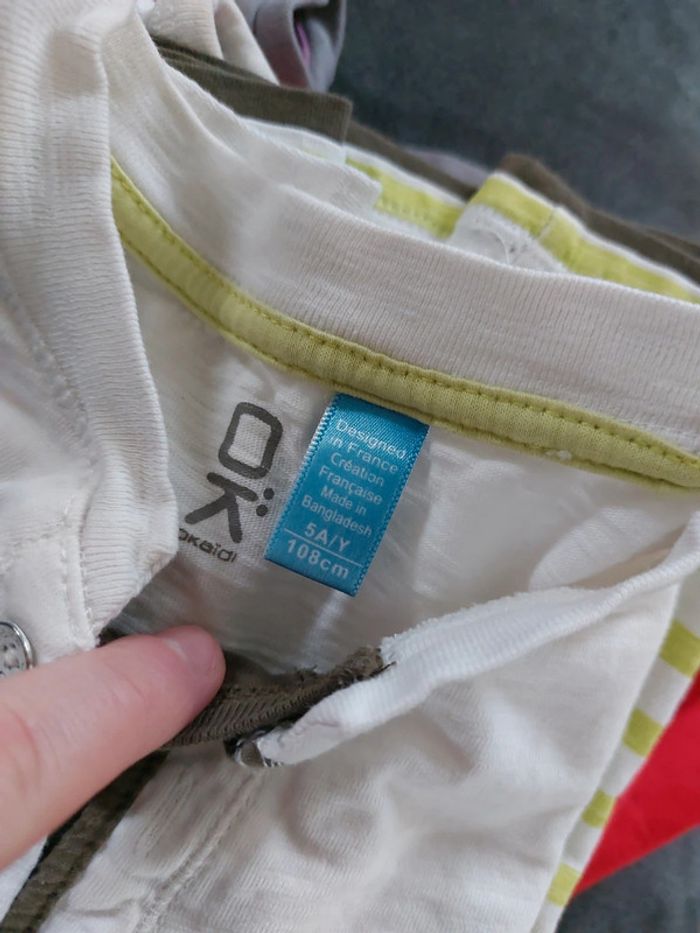 OK
okaïdi
Designed
in France
Création
Française
Made in
Bangladesh
5A/Y
108cm